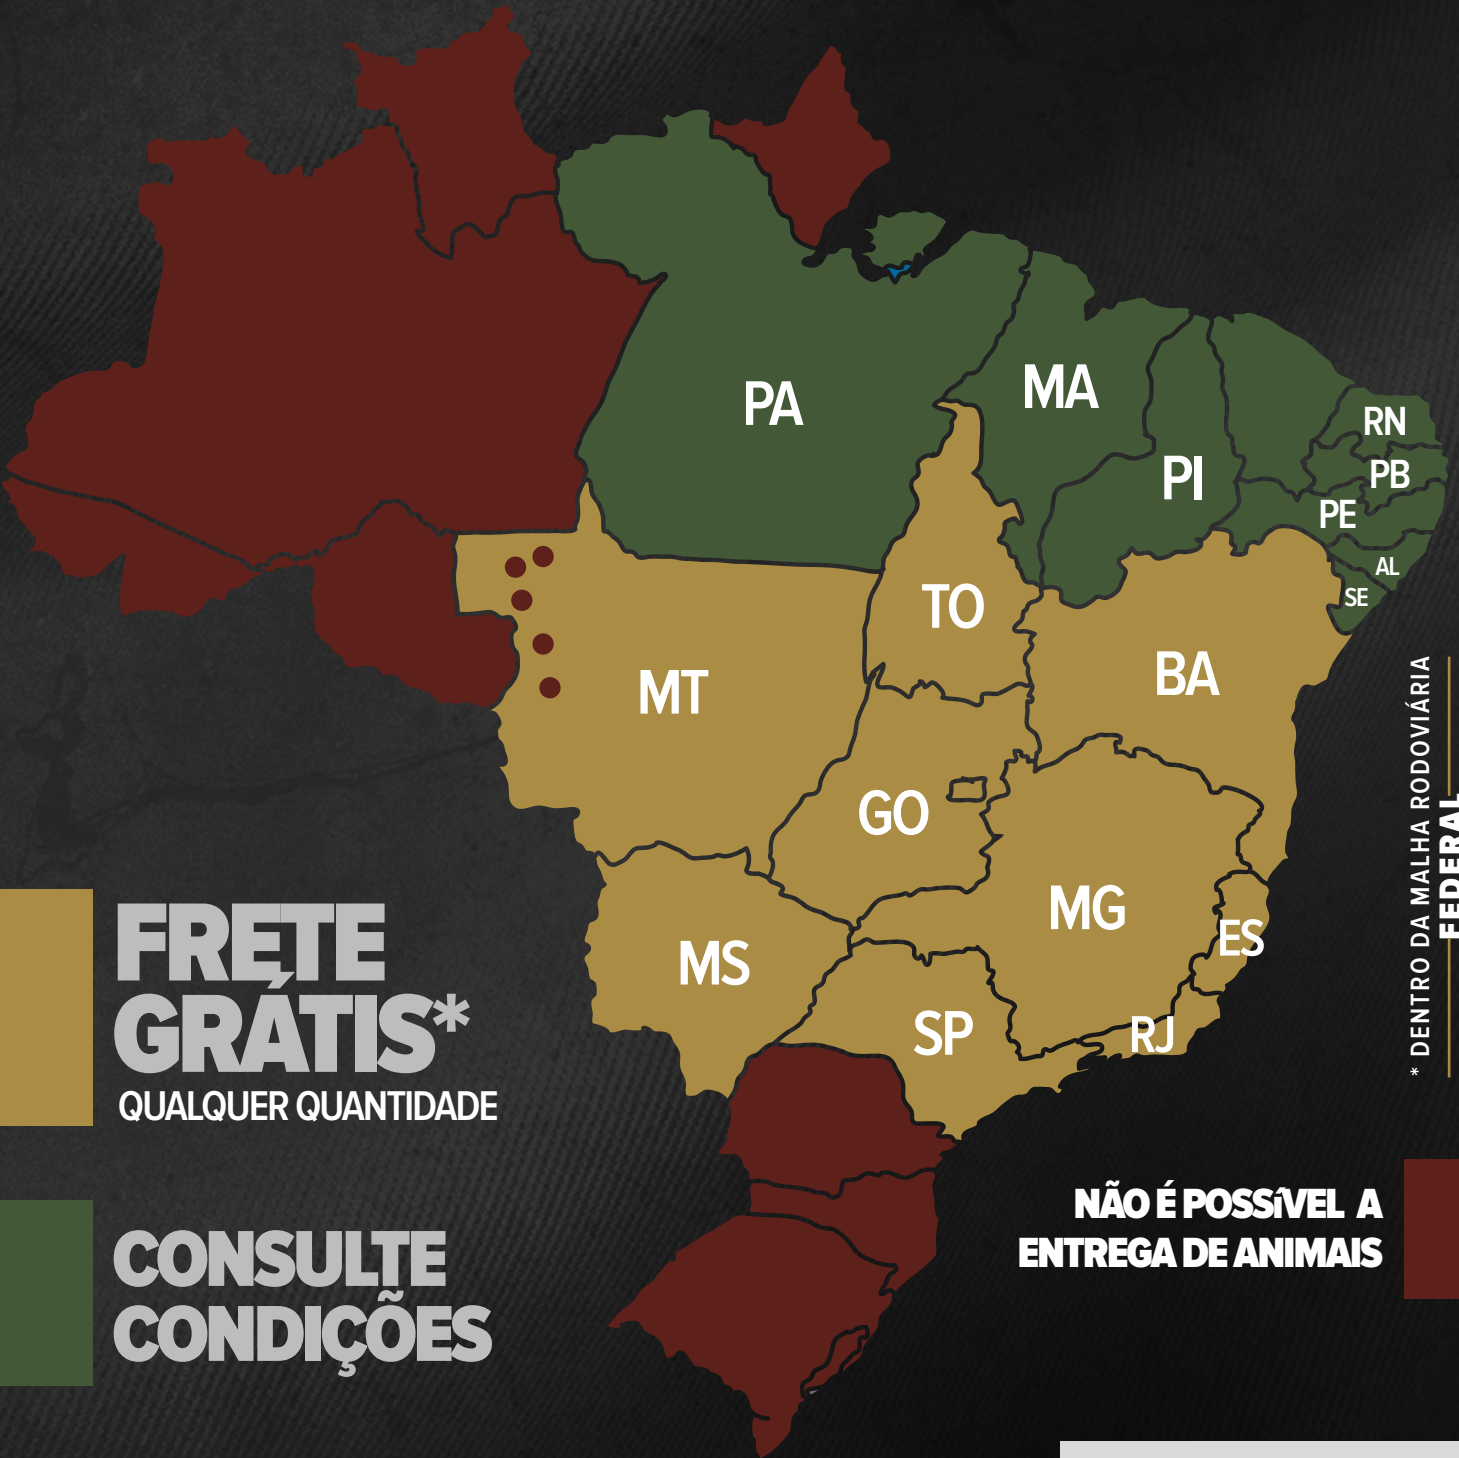 PA
MA
PI
RN
PB
PE
AL
SE
TO
BA
MT
GO
MG
ES
MS
SP
RJ
FRETE
GRÁTIS*
QUALQUER QUANTIDADE
CONSULTE
CONDIÇÕES
* DENTRO DA MALHA RODOVIÁRIA
FEDERAL
NÃO É POSSíVEL A
ENTREGA DE ANIMAIS